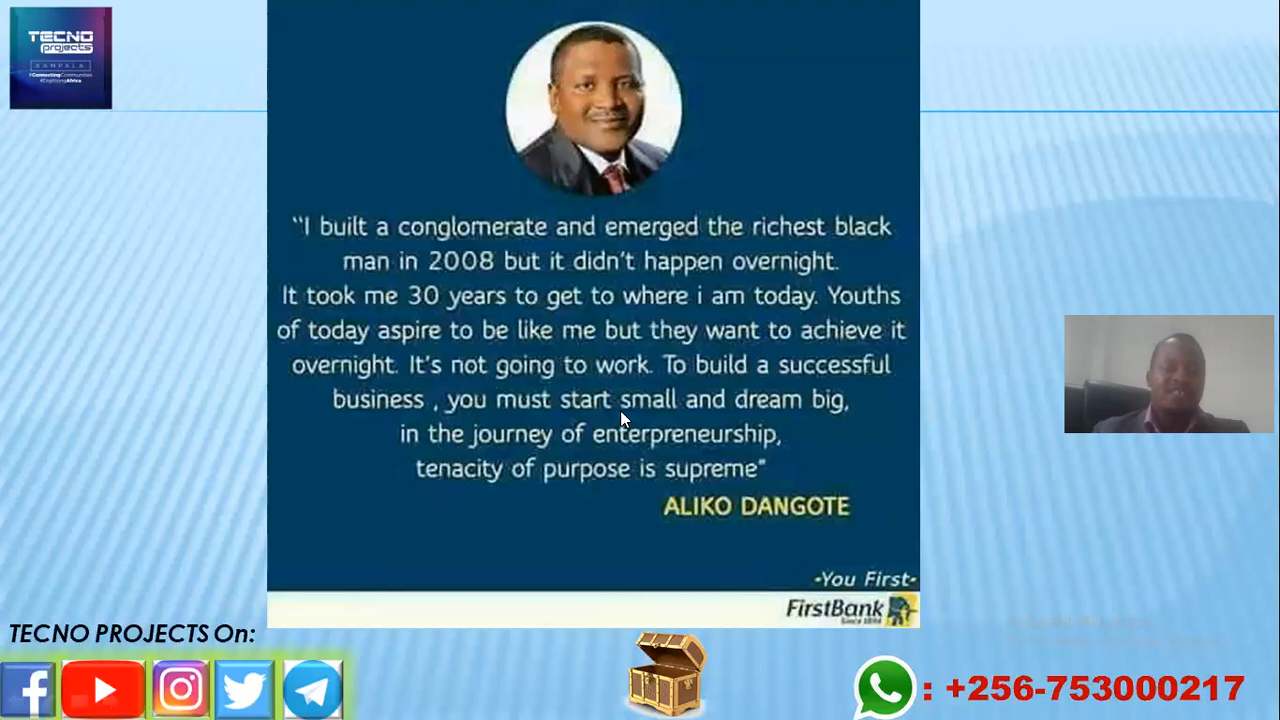 TECNO
projects
KAMPALA
#ConnectingCommunities
“I built a conglomerate and emerged the richest black
man in 2008 but it didn't happen overnight.
It took me 30 years to get to where i am today. Youths
of today aspire to be like me but they want to achieve it
overnight. It's not going to work. To build a successful
business , you must start small and dream big,
in the journey of enterpreneurship,
tenacity of purpose is supreme”
ALIKO DANGOTE
-You First-
FirstBank
Since 1894
TECNO PROJECTS On:
: +256-753000217